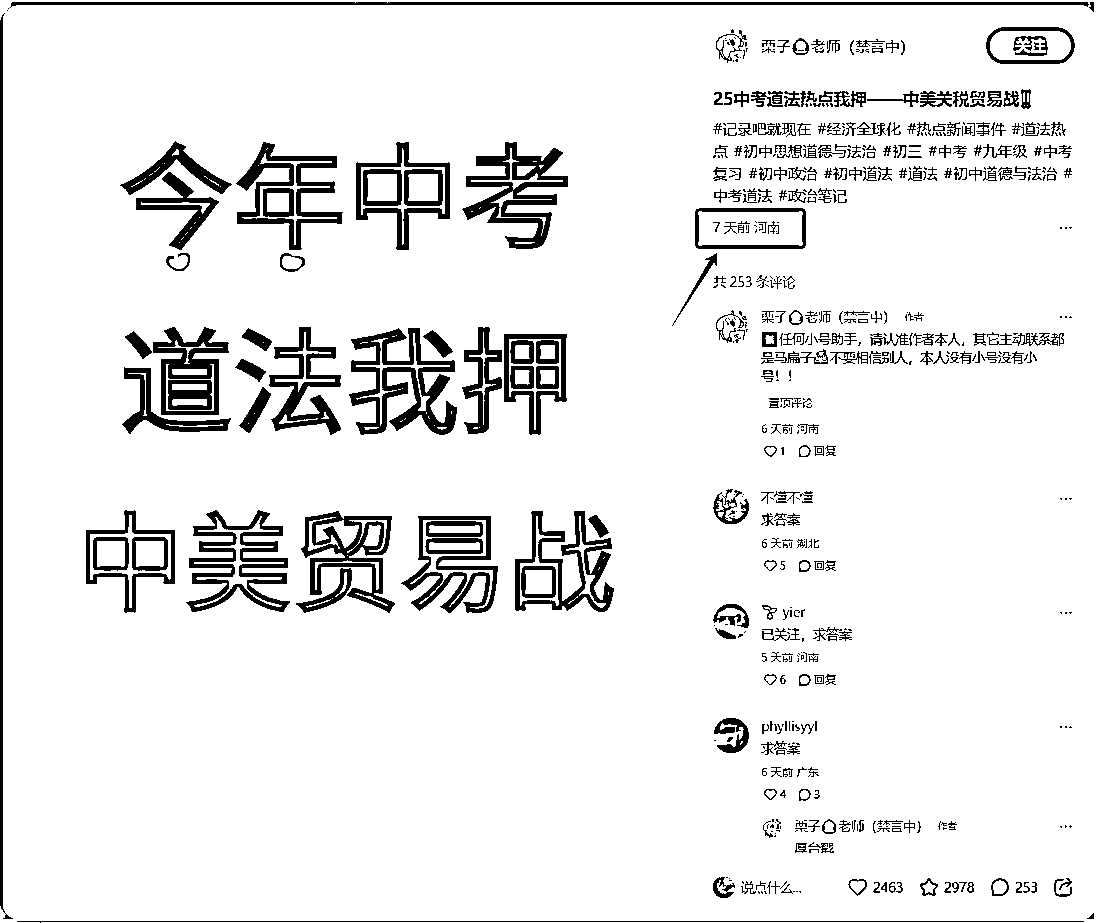 今年中考
道法我押
中美贸易战
栗子🌰老师（禁言中）
关注
25中考道法热点我押——中美关税贸易战‼️
#记录吧就现在 #经济全球化 #热点新闻事件 #道法热
点 #初中思想道德与法治 #初三 #中考 #九年级 #中考
复习 #初中政治 #初中道法 #道法 #初中道德与法治 #
中考道法 #政治笔记
7 天前 河南
共 253 条评论
栗子🌰老师（禁言中） 作者
任何小号助手，请认准作者本人，其它主动联系都
是马扁子 不要相信别人，本人没有小号没有小
号！！
置顶评论
6 天前 河南
1 回复
不懂不懂
求答案
6 天前 湖北
5 回复
yier
已关注，求答案
5 天前 河南
6 回复
phyllisyyl
求答案
6 天前 广东
4 3
栗子🌰老师（禁言中） 作者
厚台戳
说点什么...
2463 2978 253